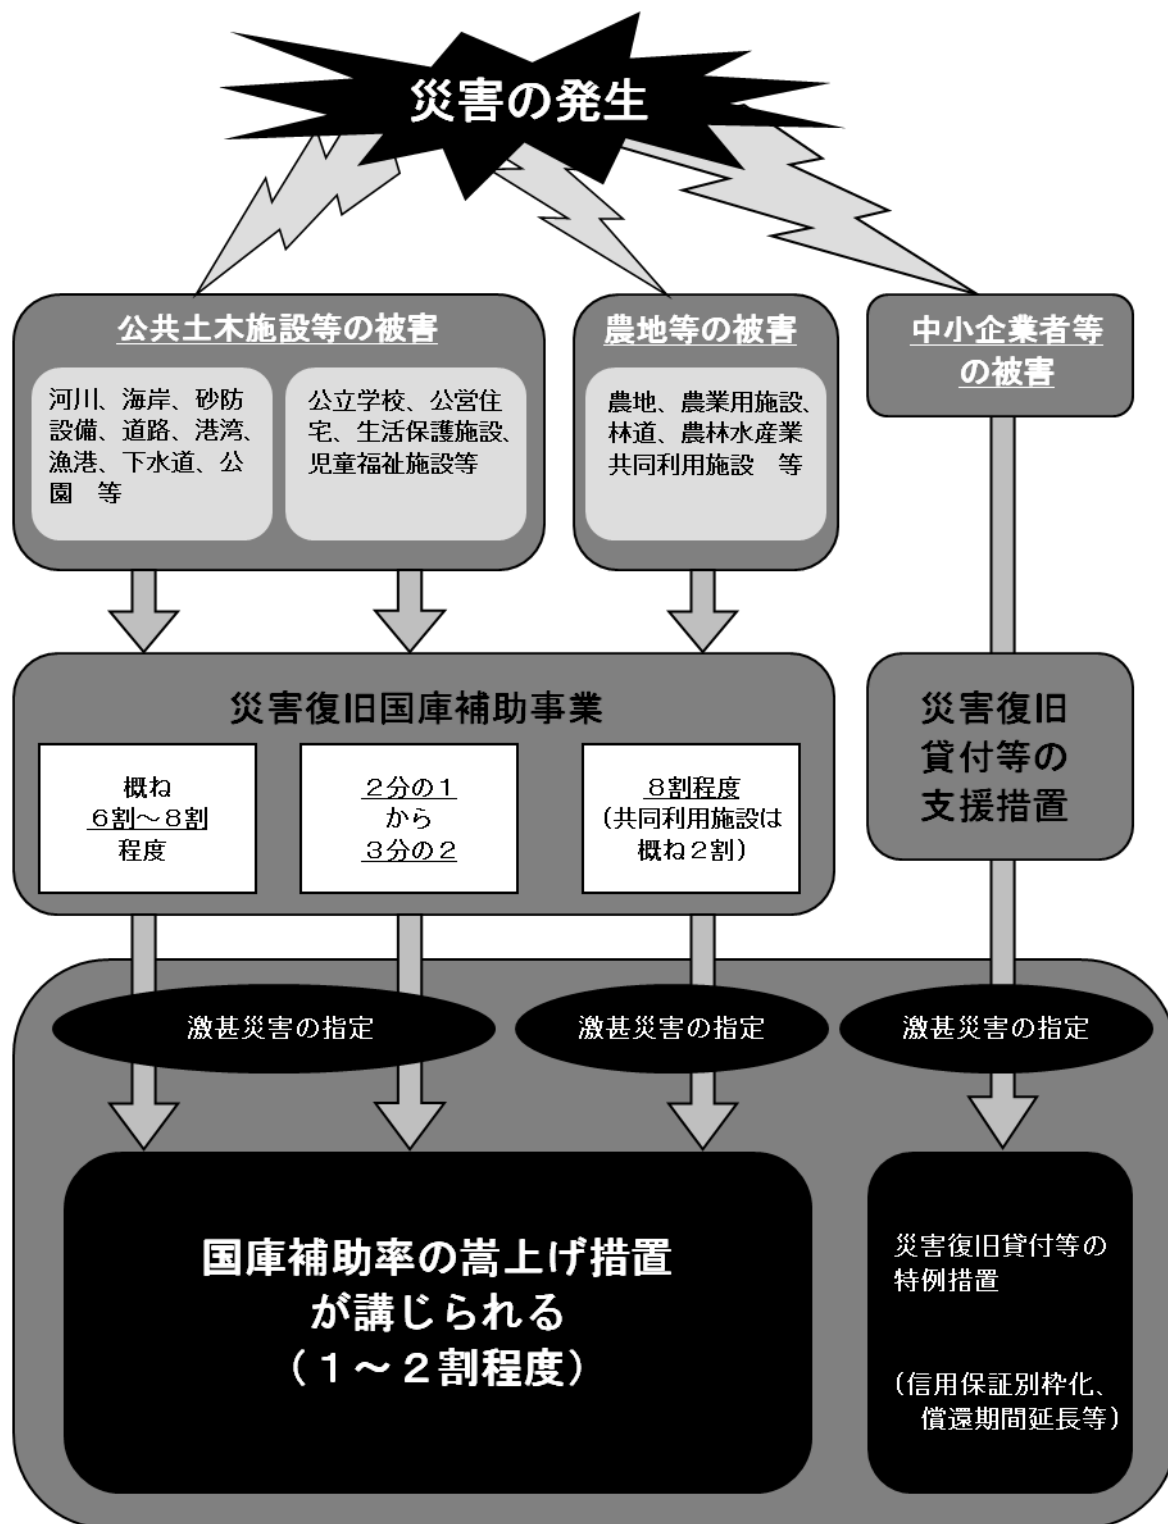 災害の発生
公共土木施設等の被害
河川、海岸、砂防
設備、道路、港湾、
漁港、下水道、公
園　等
公立学校、公営住
宅、生活保護施設、
児童福祉施設等
農地等の被害
農地、農業用施設、
林道、農林水産業
共同利用施設　等
中小企業者等
の被害
災害復旧国庫補助事業
概ね
６割～８割
程度
２分の１
から
３分の２
８割程度
（共同利用施設は
概ね２割）
災害復旧
貸付等の
支援措置
激甚災害の指定
激甚災害の指定
激甚災害の指定
国庫補助率の嵩上げ措置
が講じられる
（１～２割程度）
災害復旧貸付等の
特例措置
（信用保証別枠化、
償還期間延長等）